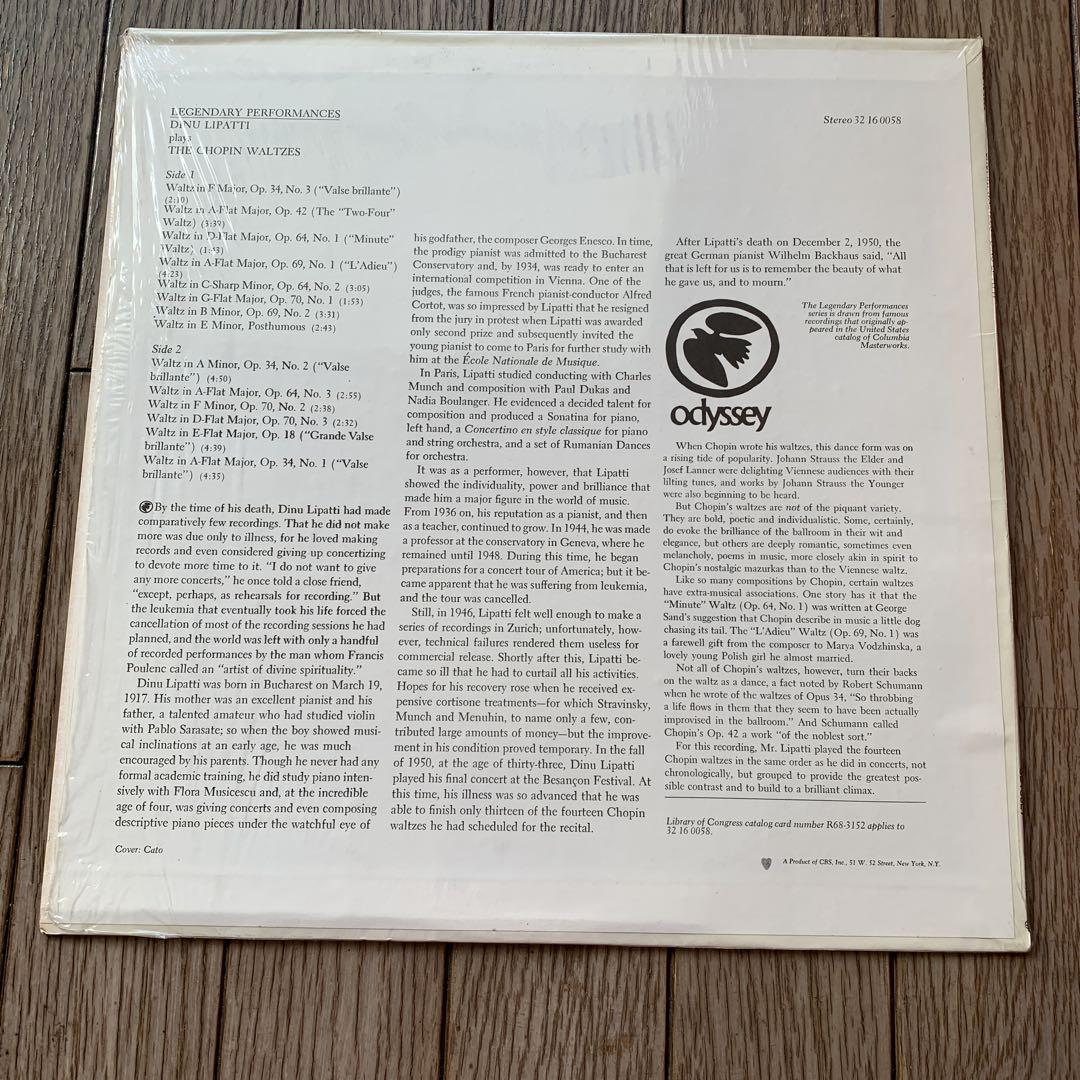 LEGENDARY PERFORMANCES
DINU LIPATTI
plays
THE CHOPIN WALTZES
Stereo 32 16 0058
Side 1
Waltz in F Major, Op. 34, No. 3 (“Valse brillante”)
(2:10)
Waltz in A-Flat Major, Op. 42 (The “Two-Four”
Waltz) (3:39)
Waltz in D-Flat Major, Op. 64, No. 1 (“Minute”
Waltz) (1:43)
Waltz in A-Flat Major, Op. 69, No. 1 (“L’Adieu”)
(4:23)
Waltz in C-Sharp Minor, Op. 64, No. 2 (3:05)
Waltz in G-Flat Major, Op. 70, No. 1 (1:53)
Waltz in B Minor, Op. 69, No. 2 (3:31)
Waltz in E Minor, Posthumous (2:43)
Side 2
Waltz in A Minor, Op. 34, No. 2 (“Valse
brillante”) (4:50)
Waltz in A-Flat Major, Op. 64, No. 3 (2:55)
Waltz in F Minor, Op. 70, No. 2 (2:38)
Waltz in D-Flat Major, Op. 70, No. 3 (2:32)
Waltz in E-Flat Major, Op. 18 (“Grande Valse
brillante”) (4:39)
Waltz in A-Flat Major, Op. 34, No. 1 (“Valse
brillante”) (4:35)
By the time of his death, Dinu Lipatti had made
comparatively few recordings. That he did not make
more was due only to illness, for he loved making
records and even considered giving up concertizing
to devote more time to it. “I do not want to give
any more concerts,” he once told a close friend,
“except, perhaps, as rehearsals for recording.” But
the leukemia that eventually took his life forced the
cancellation of most of the recording sessions he had
planned, and the world was left with only a handful
of recorded performances by the man whom Francis
Poulenc called an “artist of divine spirituality.”
Dinu Lipatti was born in Bucharest on March 19,
1917. His mother was an excellent pianist and his
father, a talented amateur who had studied violin
with Pablo Sarasate; so when the boy showed musi-
cal inclinations at an early age, he was much
encouraged by his parents. Though he never had any
formal academic training, he did study piano inten-
sively with Flora Musicescu and, at the incredible
age of four, was giving concerts and even composing
descriptive piano pieces under the watchful eye of
his godfather, the composer Georges Enesco. In time,
the prodigy pianist was admitted to the Bucharest
Conservatory and, by 1934, was ready to enter an
international competition in Vienna. One of the
judges, the famous French pianist-conductor Alfred
Cortot, was so impressed by Lipatti that he resigned
from the jury in protest when Lipatti was awarded
only second prize and subsequently invited the
young pianist to come to Paris for further study with
him at the École Nationale de Musique.
In Paris, Lipatti studied conducting with Charles
Munch and composition with Paul Dukas and
Nadia Boulanger. He evidenced a decided talent for
composition and produced a Sonatina for piano,
left hand, a Concertino en style classique for piano
and string orchestra, and a set of Rumanian Dances
for orchestra.
It was as a performer, however, that Lipatti
showed the individuality, power and brilliance that
made him a major figure in the world of music.
From 1936 on, his reputation as a pianist, and then
as a teacher, continued to grow. In 1944, he was made
a professor at the conservatory in Geneva, where he
remained until 1948. During this time, he began
preparations for a concert tour of America; but it be-
came apparent that he was suffering from leukemia,
and the tour was cancelled.
Still, in 1946, Lipatti felt well enough to make a
series of recordings in Zurich; unfortunately, how-
ever, technical failures rendered them useless for
commercial release. Shortly after this, Lipatti be-
came so ill that he had to curtail all his activities.
Hopes for his recovery rose when he received ex-
pensive cortisone treatments—for which Stravinsky,
Munch and Menuhin, to name only a few, con-
tributed large amounts of money—but the improve-
ment in his condition proved temporary. In the fall
of 1950, at the age of thirty-three, Dinu Lipatti
played his final concert at the Besançon Festival. At
this time, his illness was so advanced that he was
able to finish only thirteen of the fourteen Chopin
waltzes he had scheduled for the recital.
After Lipatti’s death on December 2, 1950, the
great German pianist Wilhelm Backhaus said, “All
that is left for us is to remember the beauty of what
he gave us, and to mourn.”
The Legendary Performances
series is drawn from famous
recordings that originally ap-
peared in the United States
catalog of Columbia
Masterworks.
odyssey
When Chopin wrote his waltzes, this dance form was on
a rising tide of popularity. Johann Strauss the Elder and
Josef Lanner were delighting Viennese audiences with their
lilting tunes, and works by Johann Strauss the Younger
were also beginning to be heard.
But Chopin’s waltzes are not of the piquant variety.
They are bold, poetic and individualistic. Some, certainly,
do evoke the brilliance of the ballroom in their wit and
elegance, but others are deeply romantic, sometimes even
melancholy, poems in music, more closely akin in spirit to
Chopin’s nostalgic mazurkas than to the Viennese waltz.
Like so many compositions by Chopin, certain waltzes
have extra-musical associations. One story has it that the
“Minute” Waltz (Op. 64, No. 1) was written at George
Sand’s suggestion that Chopin describe in music a little dog
chasing its tail. The “L’Adieu” Waltz (Op. 69, No. 1) was
a farewell gift from the composer to Marya Vodzhinska, a
lovely young Polish girl he almost married.
Not all of Chopin’s waltzes, however, turn their backs
on the waltz as a dance, a fact noted by Robert Schumann
when he wrote of the waltzes of Opus 34, “So throbbing
a life flows in them that they seem to have been actually
improvised in the ballroom.” And Schumann called
Chopin’s Op. 42 a work “of the noblest sort.”
For this recording, Mr. Lipatti played the fourteen
Chopin waltzes in the same order as he did in concerts, not
chronologically, but grouped to provide the greatest pos-
sible contrast and to build to a brilliant climax.
Library of Congress catalog card number R68-3152 applies to
32 16 0058.
Cover: Cato
A Product of CBS, Inc., 51 W. 52 Street, New York, N.Y.